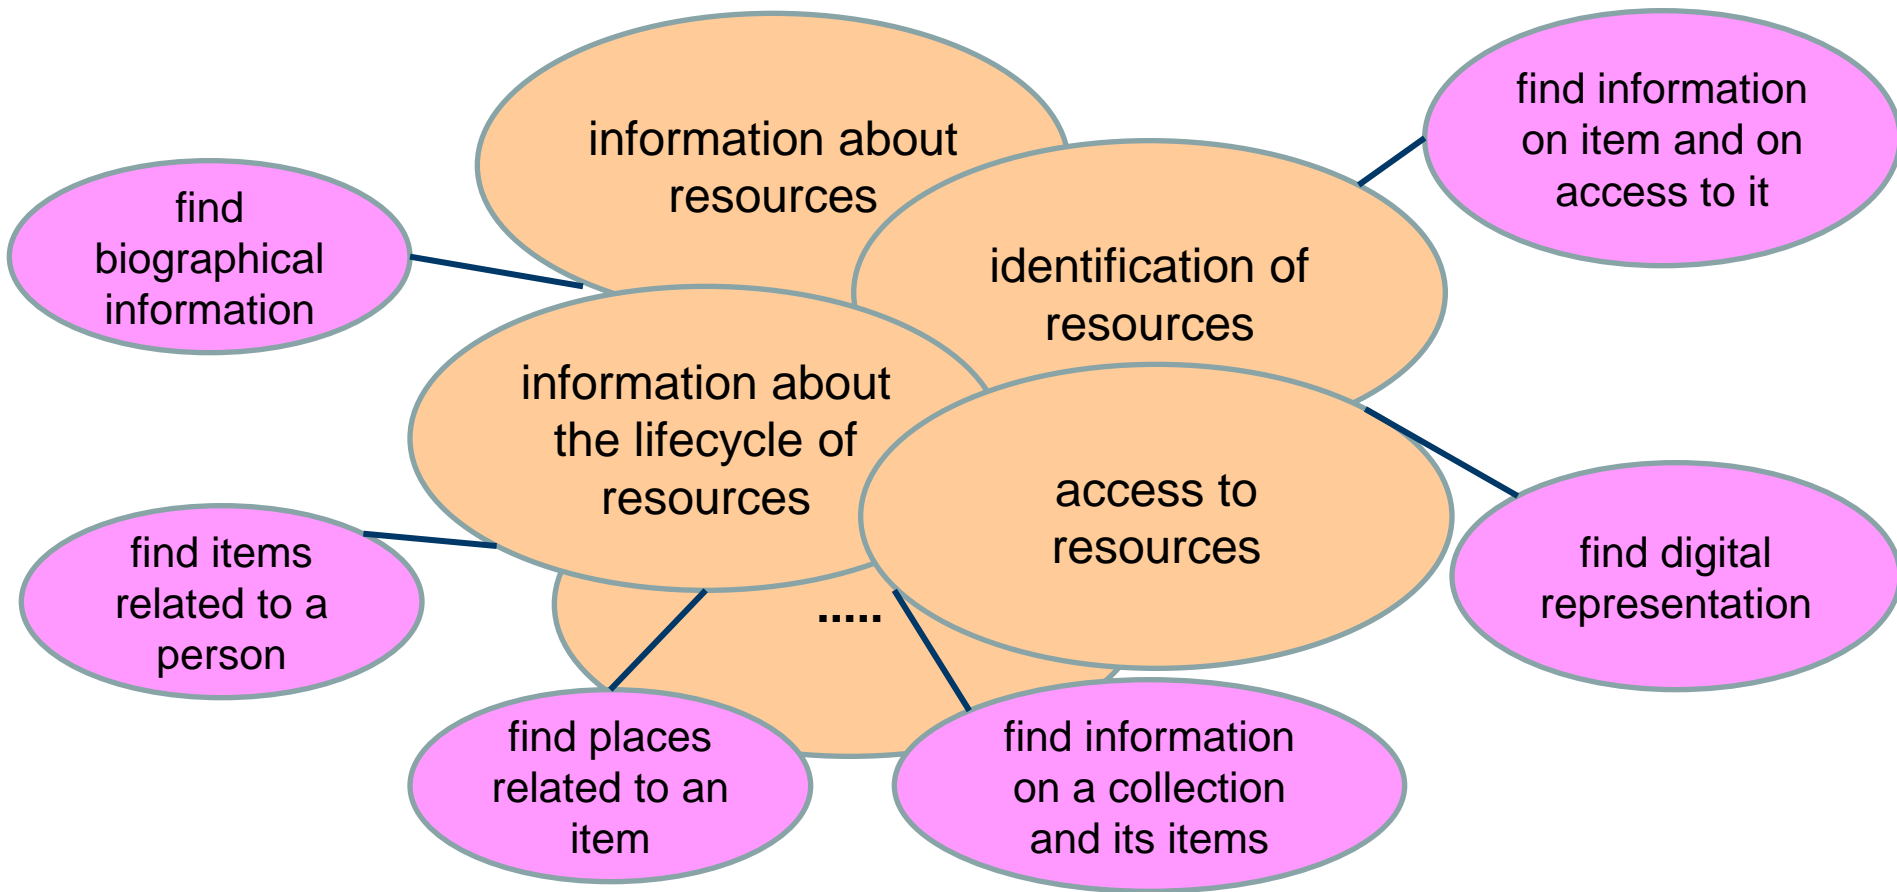 information about
resources
find information
on item and on
access to it
find
biographical
information
identification of
resources
information about
the lifecycle of
resources
access to
resources
find items
related to a
person
find digital
representation
.....
find places
related to an
item
find information
on a collection
and its items